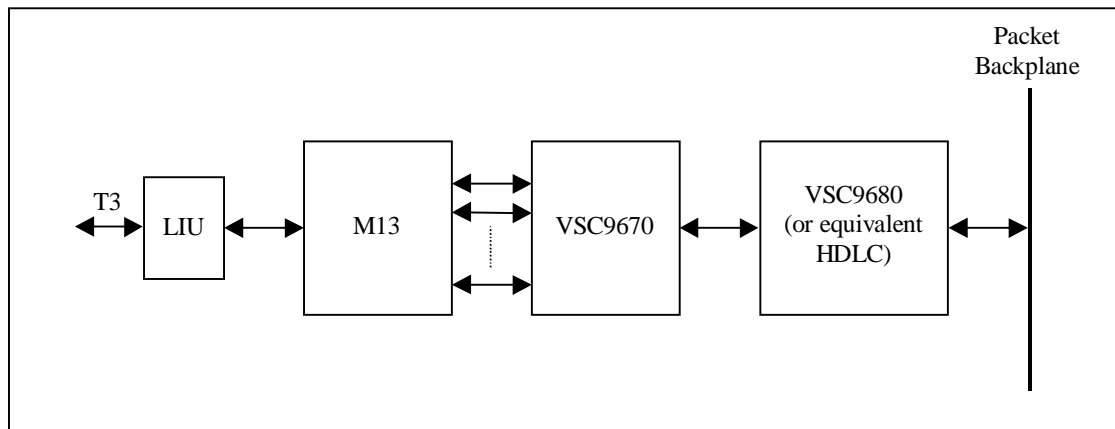 Packet
Backplane
T3
LIU
M13
VSC9670
VSC9680
(or equivalent
HDLC)